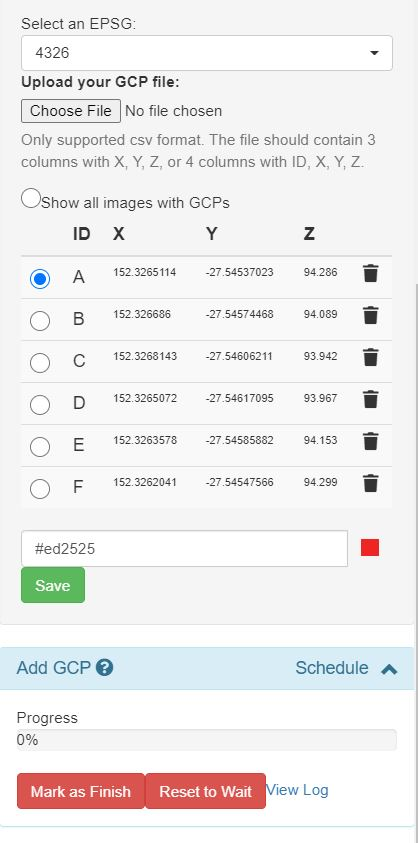 Select an EPSG:
4326
Upload your GCP file:
Choose File No file chosen
Only supported csv format. The file should contain 3
columns with X, Y, Z, or 4 columns with ID, X, Y, Z.
Show all images with GCPs
ID X Y Z
A 152.3265114 -27.54537023 94.286
B 152.326686 -27.54574468 94.089
C 152.3268143 -27.54606211 93.942
D 152.3265072 -27.54617095 93.967
E 152.3263578 -27.54585882 94.153
F 152.3262041 -27.54547566 94.299
#ed2525
Save
Add GCP ? Schedule
Progress
0%
Mark as Finish Reset to Wait View Log